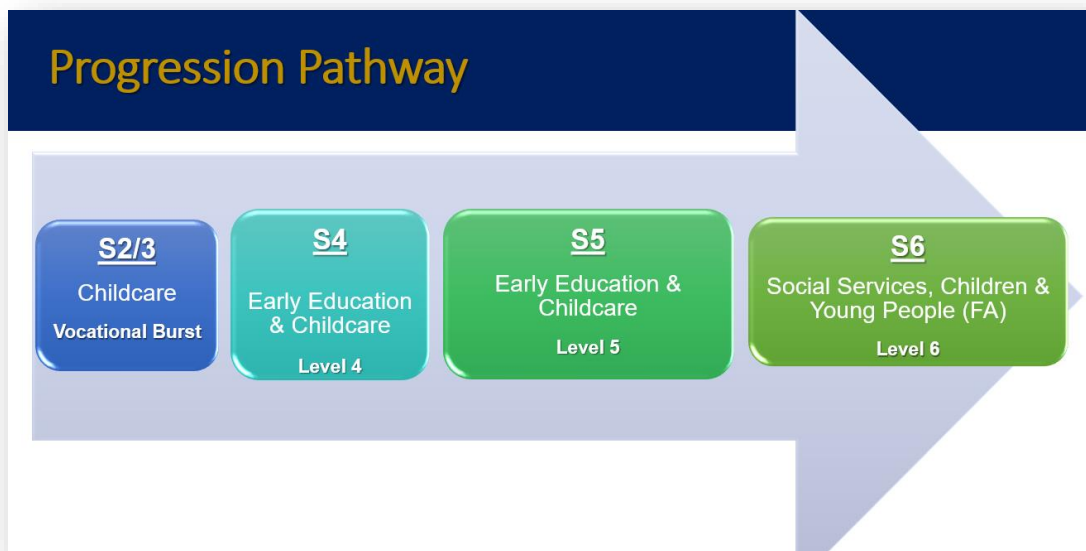 Progression Pathway
S2/3
Childcare
Vocational Burst
S4
Early Education
& Childcare
Level 4
S5
Early Education &
Childcare
Level 5
S6
Social Services, Children &
Young People (FA)
Level 6